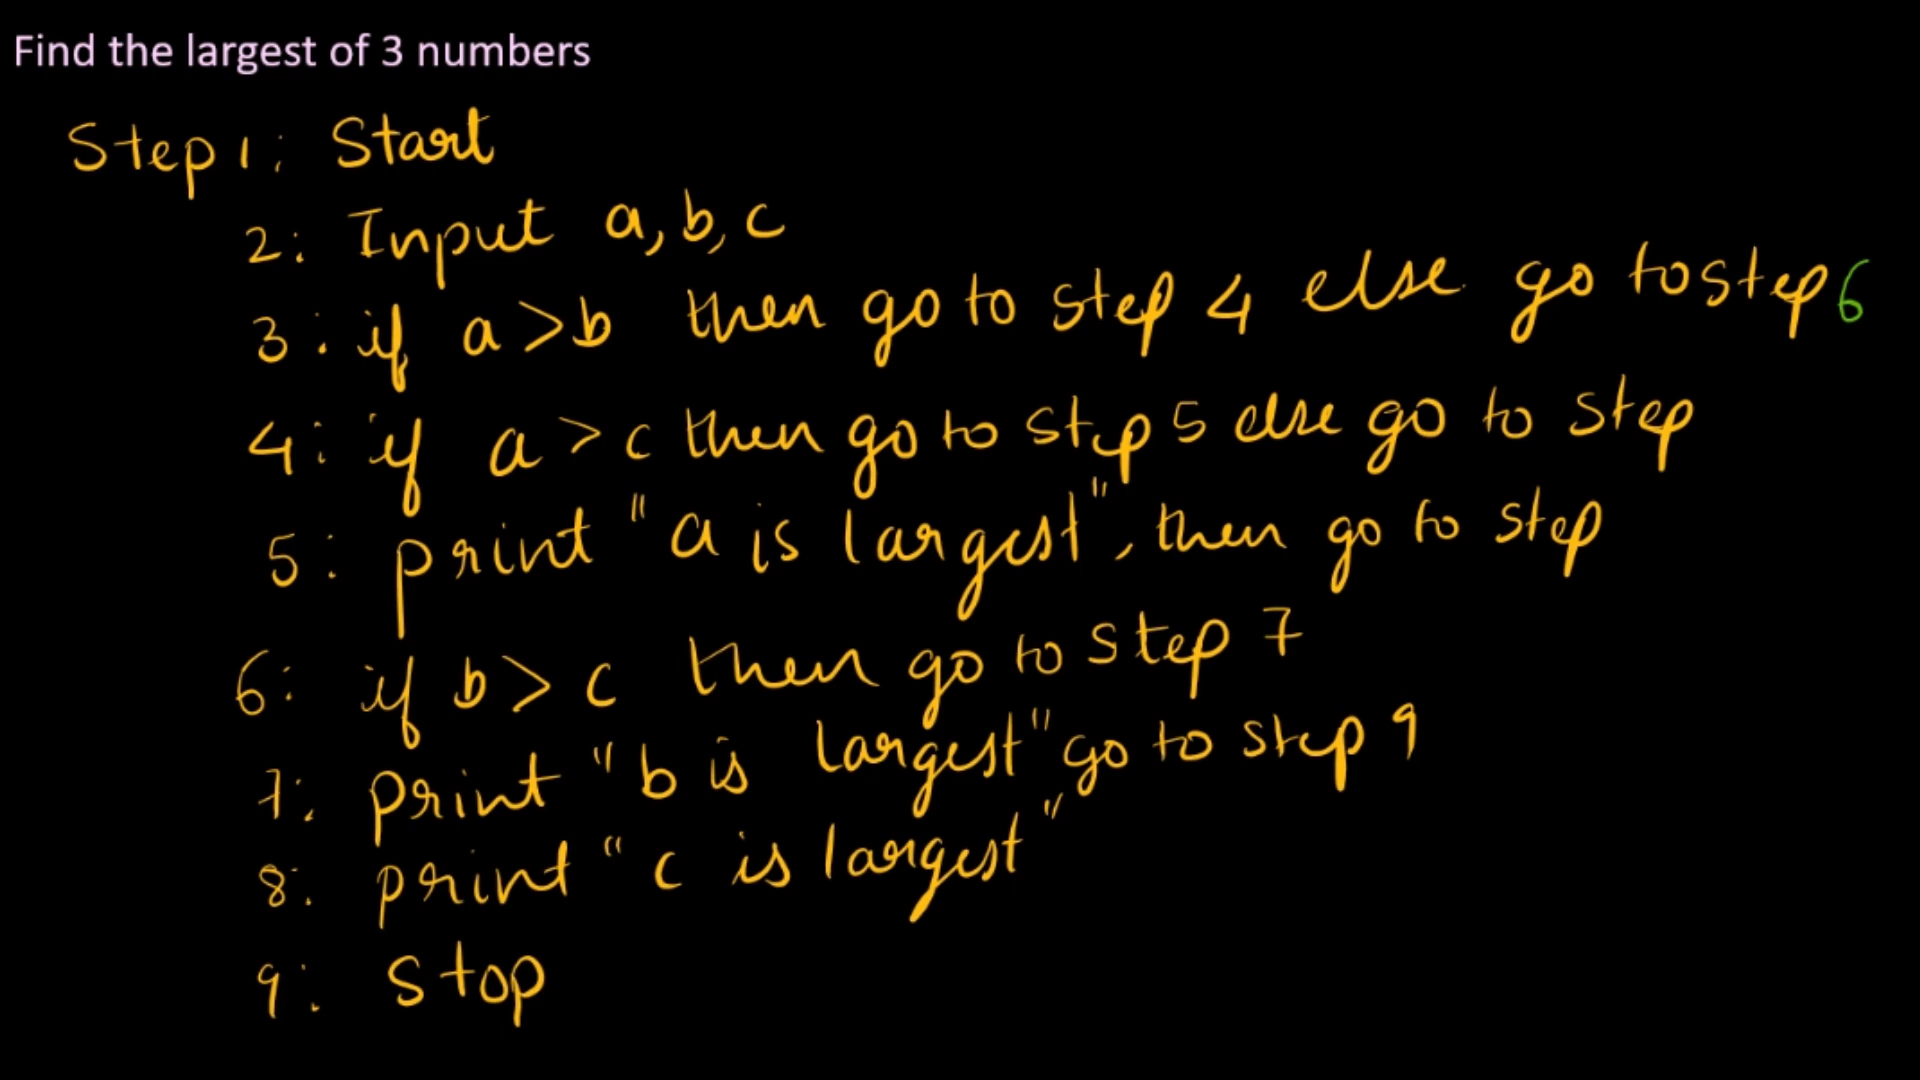 Find the largest of 3 numbers
Step 1: Start
2: Input a, b, c
3: if a > b then go to step 4 else go to step 6
4: if a > c then go to step 5 else go to step
5: print "a is largest", then go to step
6: if b > c then go to step 7
7: print "b is largest" go to step 9
8: print "c is largest"
9: Stop